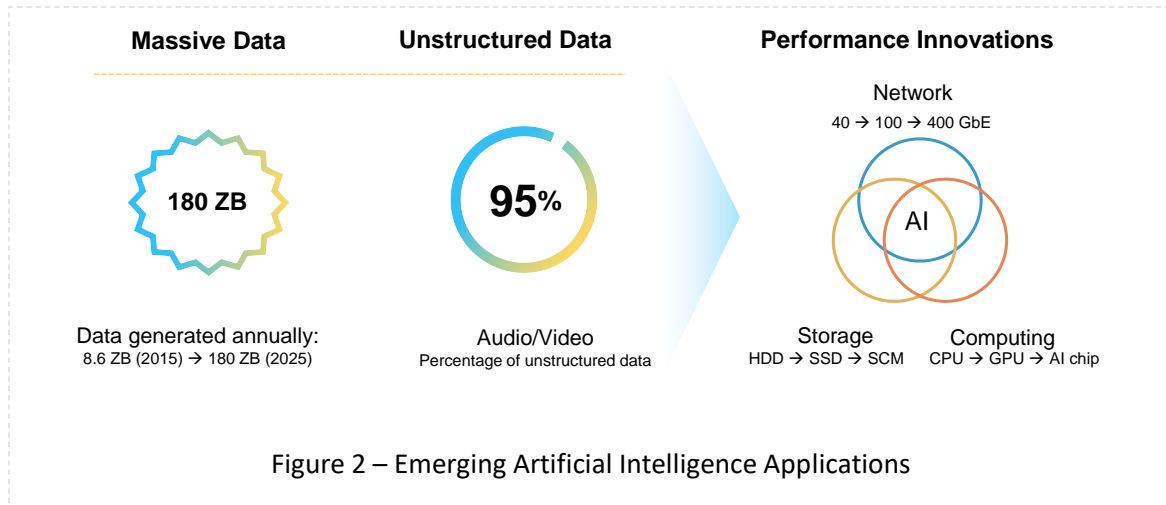 Massive Data
Unstructured Data
Performance Innovations
180 ZB
Data generated annually:
8.6 ZB (2015) → 180 ZB (2025)
95%
Audio/Video
Percentage of unstructured data
Network
40 → 100 → 400 GbE
AI
Storage
HDD → SSD → SCM
Computing
CPU → GPU → AI chip
Figure 2 – Emerging Artificial Intelligence Applications